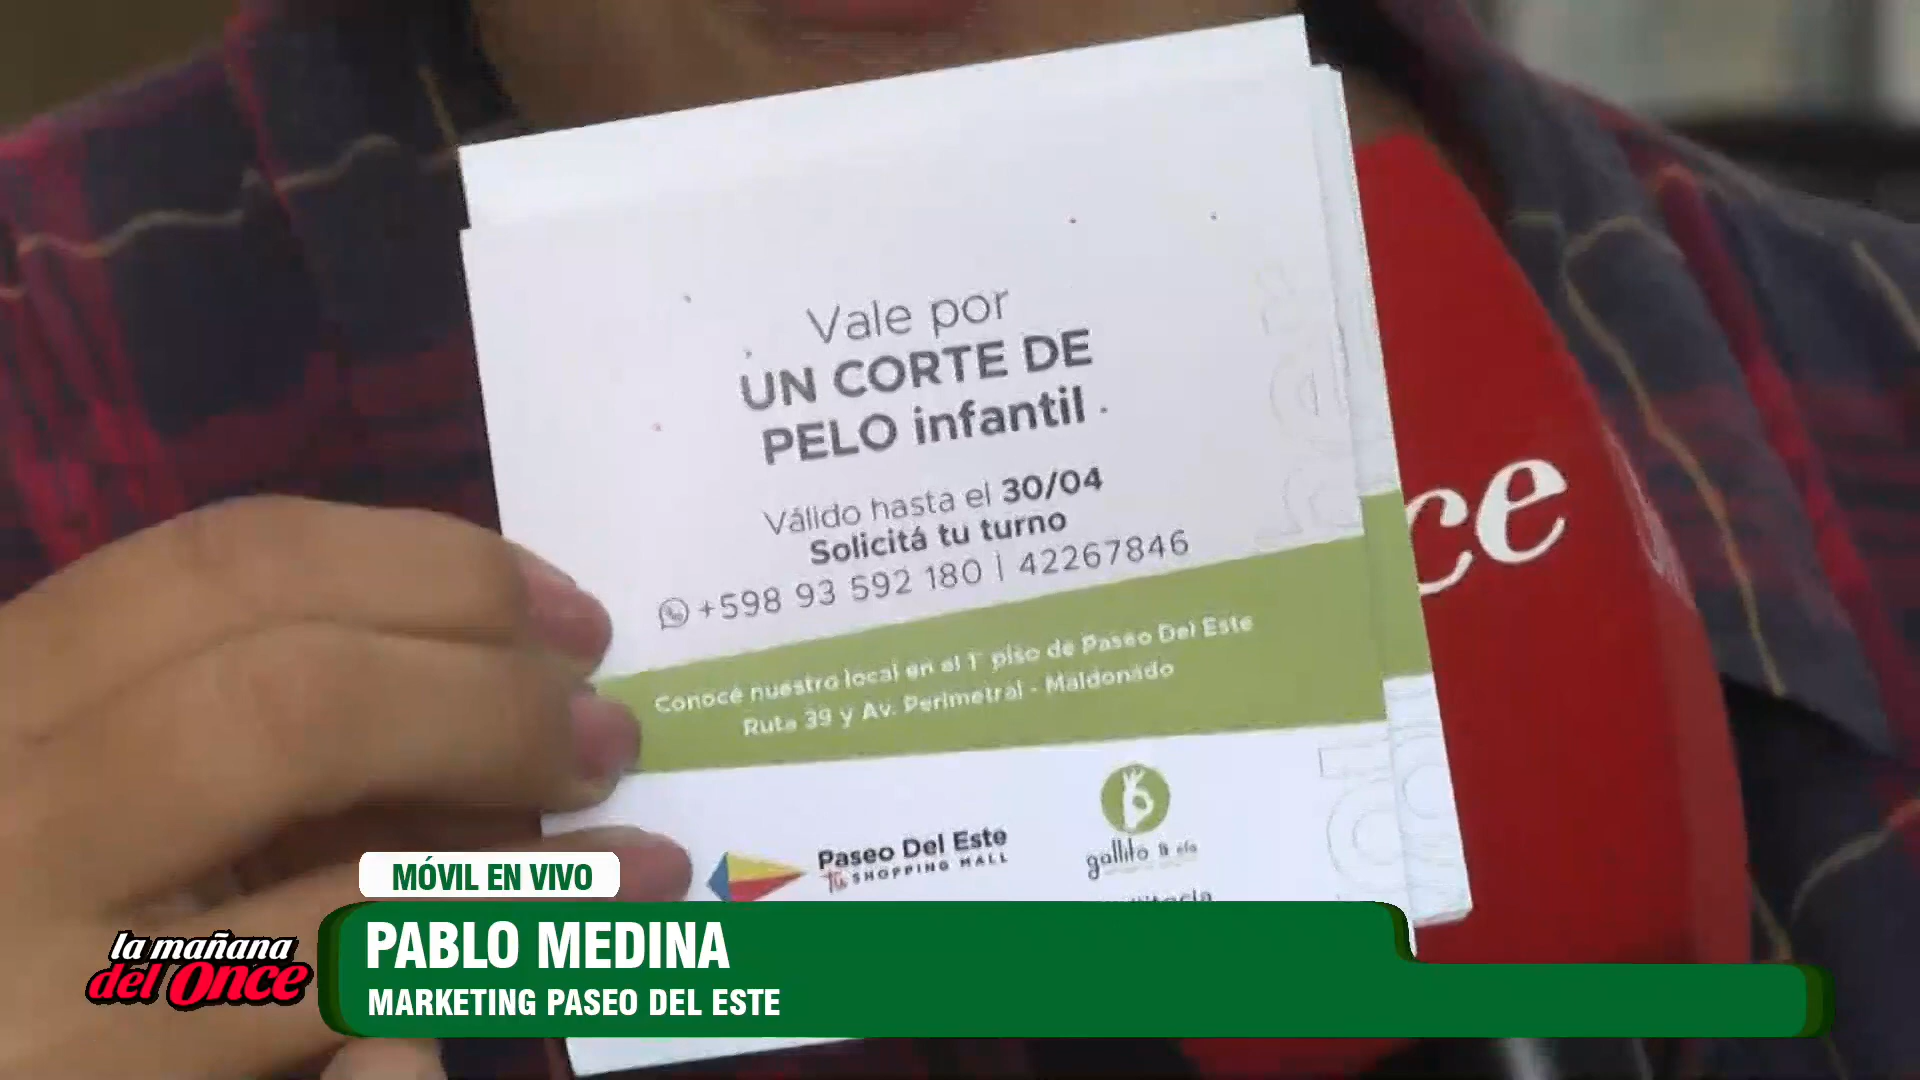 Vale por
UN CORTE DE
PELO infantil
Válido hasta el 30/04
Solicitá tu turno
+598 93 592 180 | 42267846
Conocé nuestro local en el 1° piso de Paseo Del Este
Ruta 39 y Av. Perimetral - Maldonado
Paseo Del Este
tu SHOPPING MALL
gallito
ce
MÓVIL EN VIVO
PABLO MEDINA
MARKETING PASEO DEL ESTE
la mañana
del Once